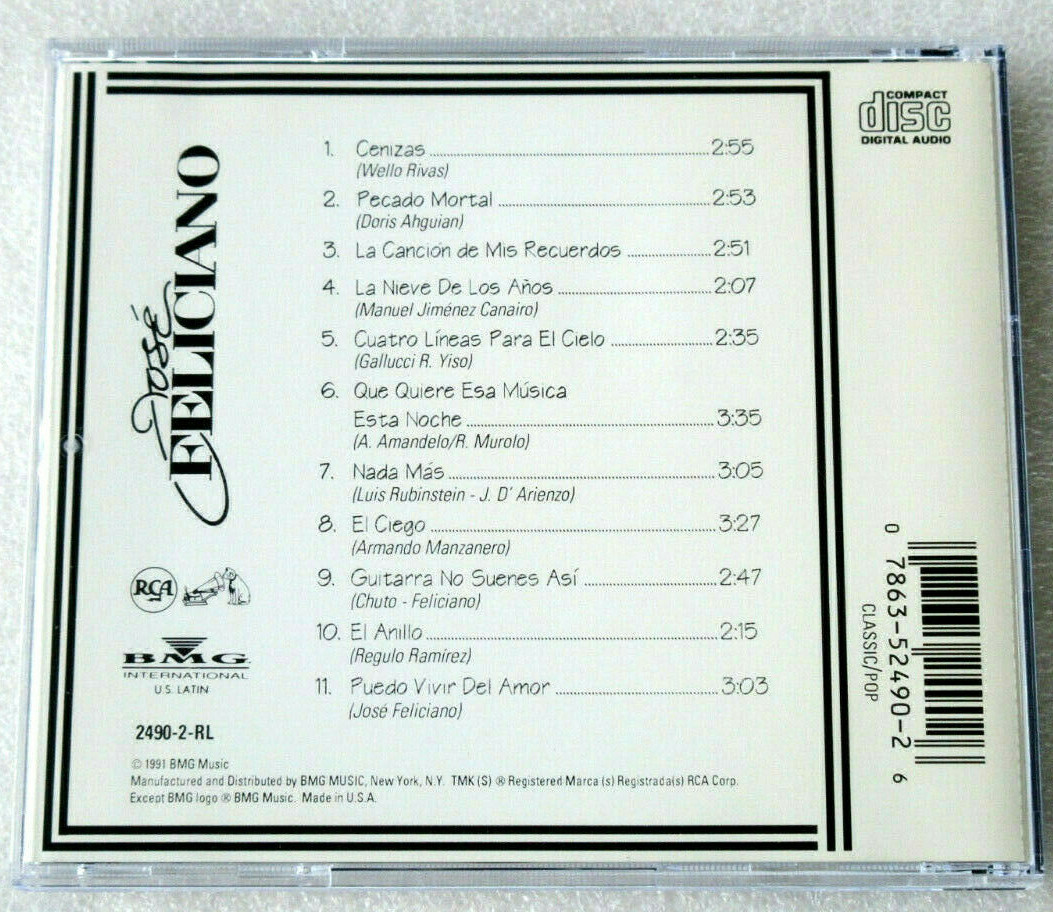 José
FELICIANO
1. Cenizas 2:55
(Wello Rivas)
2. Pecado Mortal 2:53
(Doris Ahguian)
3. La Canción de Mis Recuerdos 2:51
4. La Nieve De Los Años 2:07
(Manuel Jiménez Canairo)
5. Cuatro Líneas Para El Cielo 2:35
(Gallucci R. Yiso)
6. Que Quiere Esa Música
Esta Noche 3:35
(A. Amandelo/R. Murolo)
7. Nada Más 3:05
(Luis Rubinstein - J. D' Arienzo)
8. El Ciego 3:27
(Armando Manzanero)
9. Guitarra No Suenes Así 2:47
(Chuto - Feliciano)
10. El Anillo 2:15
(Regulo Ramírez)
11. Puedo Vivir Del Amor 3:03
(José Feliciano)
RCA
BMG
INTERNATIONAL
U.S. LATIN
2490-2-RL
© 1991 BMG Music
Manufactured and Distributed by BMG MUSIC, New York, N.Y. TMK (S) ® Registered Marca (s) Registrada(s) RCA Corp.
Except BMG logo ® BMG Music. Made in U.S.A.
COMPACT
disc
DIGITAL AUDIO
0 78863-52490-2 6
CLASSIC/POP